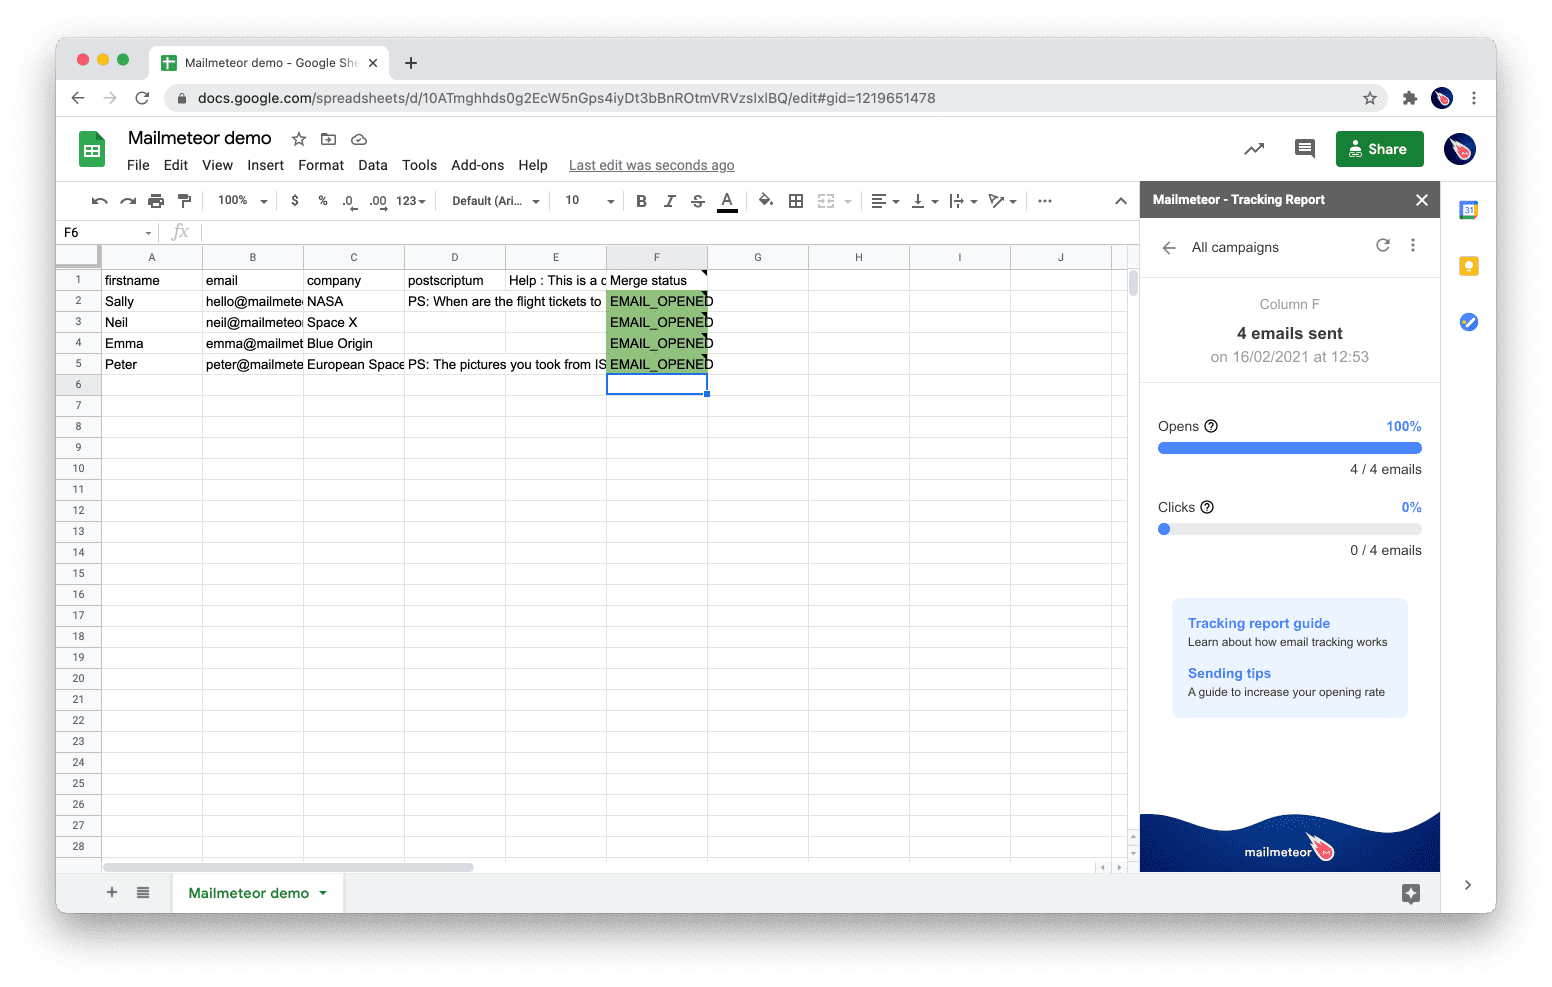 Mailmeteor demo - Google She
docs.google.com/spreadsheets/d/10ATmghhds0g2EcW5nGps4iyDt3bBnROtmVRVzsIxlBQ/edit#gid=1219651478
Mailmeteor demo
File Edit View Insert Format Data Tools Add-ons Help Last edit was seconds ago
Share
100% $ % .0 .00 123 Default (Ari... 10 B I S A
F6 fx
A B C D E F G H I J
1 firstname email company postscriptum Help : This is a c Merge status
2 Sally hello@mailmete NASA PS: When are the flight tickets to EMAIL_OPENED
3 Neil neil@mailmeteo Space X EMAIL_OPENED
4 Emma emma@mailmet Blue Origin EMAIL_OPENED
5 Peter peter@mailmete European Space PS: The pictures you took from IS EMAIL_OPENED
6
7
8
9
10
11
12
13
14
15
16
17
18
19
20
21
22
23
24
25
26
27
28
Mailmeteor demo
Mailmeteor - Tracking Report
All campaigns
Column F
4 emails sent
on 16/02/2021 at 12:53
Opens 100%
4 / 4 emails
Clicks 0%
0 / 4 emails
Tracking report guide
Learn about how email tracking works
Sending tips
A guide to increase your opening rate
mailmeteor
31